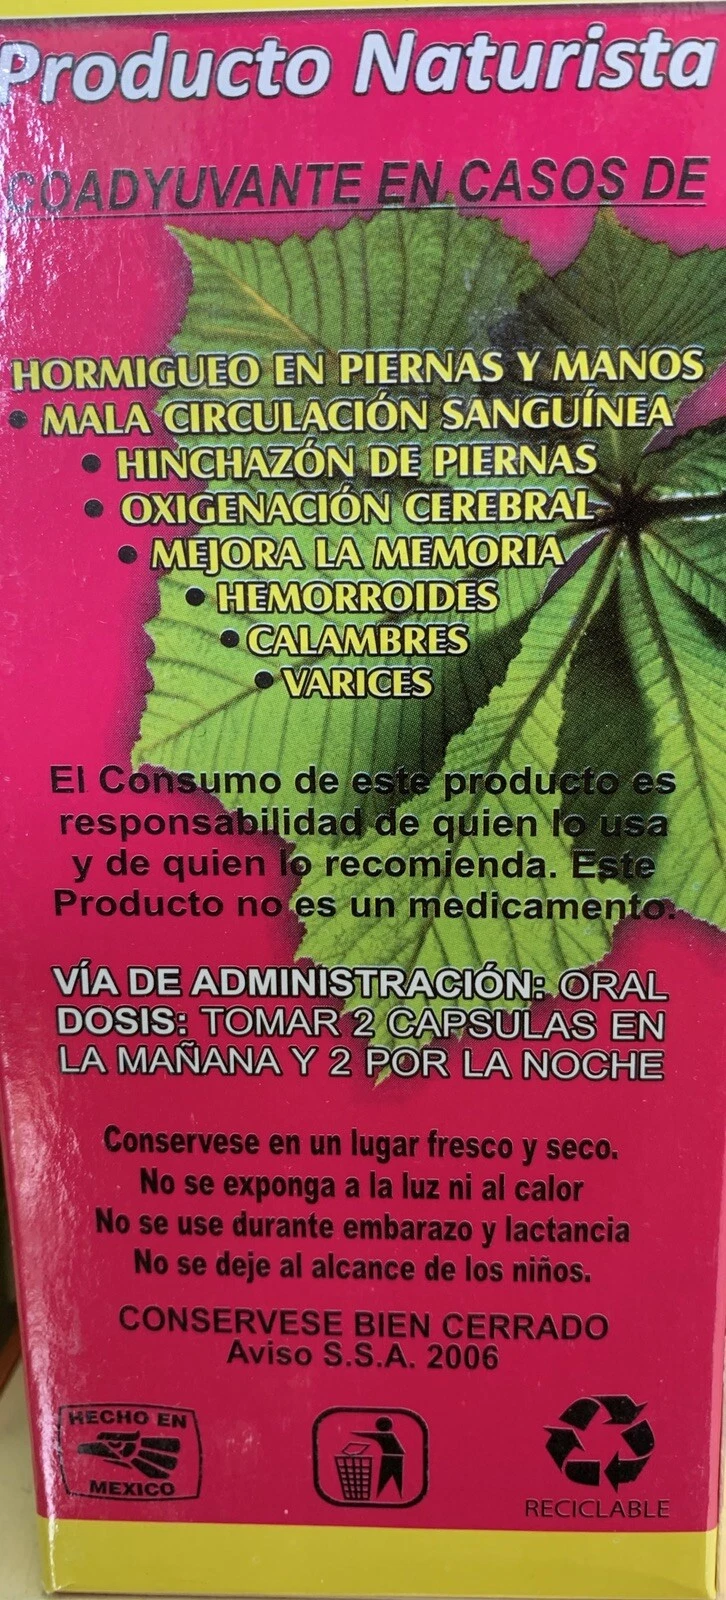 Producto Naturista
COADYUVANTE EN CASOS DE
HORMIGUEO EN PIERNAS Y MANOS
• MALA CIRCULACIÓN SANGUÍNEA
• HINCHAZÓN DE PIERNAS
• OXIGENACIÓN CEREBRAL
• MEJORA LA MEMORIA
• HEMORROIDES
• CALAMBRES
• VARICES
El Consumo de este producto es
responsabilidad de quien lo usa
y de quien lo recomienda. Este
Producto no es un medicamento.
VÍA DE ADMINISTRACIÓN: ORAL
DOSIS: TOMAR 2 CAPSULAS EN
LA MAÑANA Y 2 POR LA NOCHE
Conservese en un lugar fresco y seco.
No se exponga a la luz ni al calor
No se use durante embarazo y lactancia
No se deje al alcance de los niños.
CONSERVESE BIEN CERRADO
Aviso S.S.A. 2006
HECHO EN
MEXICO
RECICLABLE